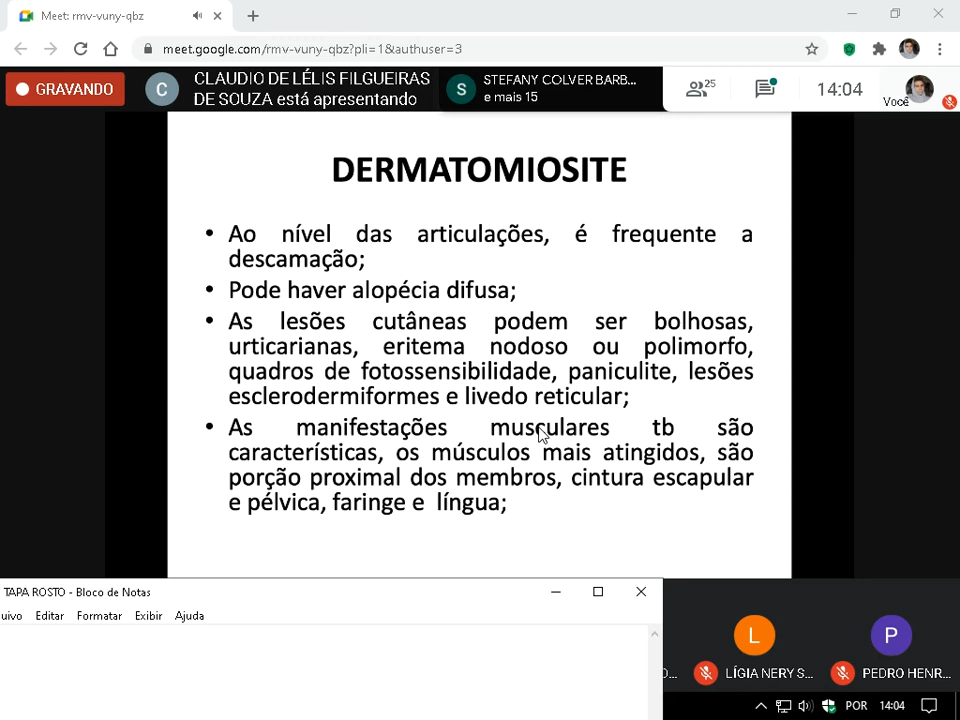 Meet: rmv-vuny-qbz
meet.google.com/rmv-vuny-qbz?pli=1&authuser=3
GRAVANDO
C
CLAUDIO DE LÉLIS FILGUEIRAS
DE SOUZA está apresentando
S
STEFANY COLVER BARB...
e mais 15
25
14:04
Você
DERMATOMIOSITE
• Ao nível das articulações, é frequente a
descamação;
• Pode haver alopécia difusa;
• As lesões cutâneas podem ser bolhosas,
urticarianas, eritema nodoso ou polimorfo,
quadros de fotossensibilidade, paniculite, lesões
esclerodermiformes e livedo reticular;
• As manifestações musculares tb são
características, os músculos mais atingidos, são
porção proximal dos membros, cintura escapular
e pélvica, faringe e língua;
TAPA ROSTO - Bloco de Notas
uivo Editar Formatar Exibir Ajuda
L
P
O...
LÍGIA NERY S...
PEDRO HENR...
POR
14:04